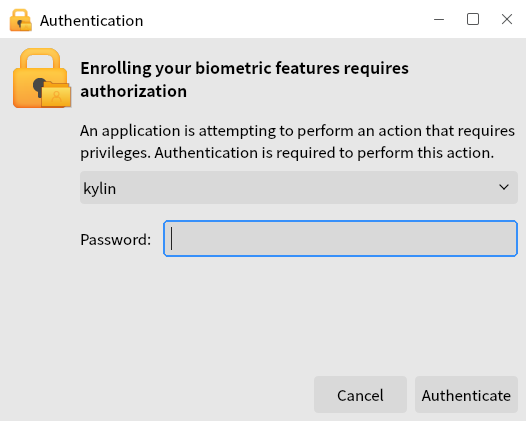 Authentication
Enrolling your biometric features requires
authorization
An application is attempting to perform an action that requires
privileges. Authentication is required to perform this action.
kylin
Password:
Cancel
Authenticate